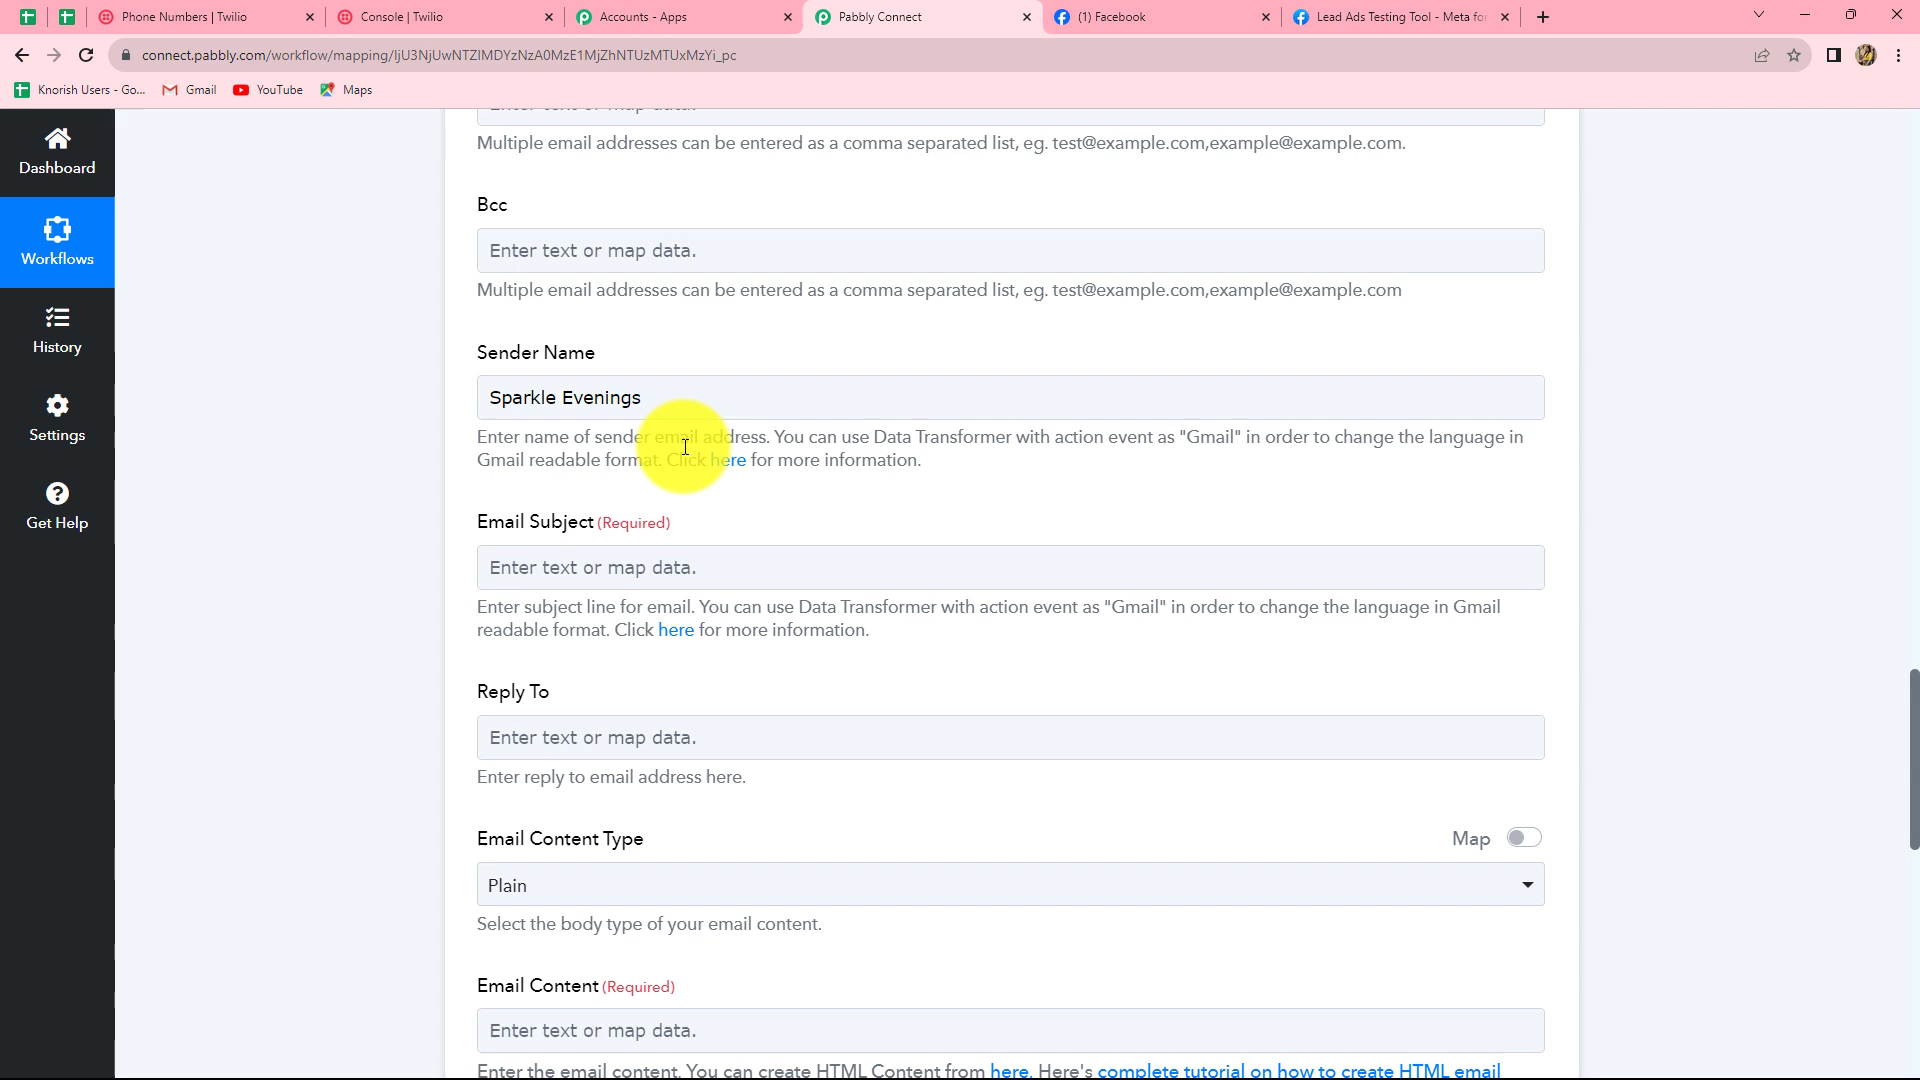 Phone Numbers | Twilio
Console | Twilio
Accounts - Apps
Pabbly Connect
(1) Facebook
Lead Ads Testing Tool - Meta for
connect.pabbly.com/workflow/mapping/IjU3NjUwNTZlMDYzNzA0MzE1MjZhNTUzMTUxMzYi_pc
Knorish Users - Go...
Gmail
YouTube
Maps
Dashboard
Workflows
History
Settings
Get Help
Enter text or map data.
Multiple email addresses can be entered as a comma separated list, eg. test@example.com,example@example.com.
Bcc
Enter text or map data.
Multiple email addresses can be entered as a comma separated list, eg. test@example.com,example@example.com
Sender Name
Sparkle Evenings
Enter name of sender email address. You can use Data Transformer with action event as "Gmail" in order to change the language in
Gmail readable format. Click here for more information.
Email Subject (Required)
Enter text or map data.
Enter subject line for email. You can use Data Transformer with action event as "Gmail" in order to change the language in Gmail
readable format. Click here for more information.
Reply To
Enter text or map data.
Enter reply to email address here.
Email Content Type
Map
Plain
Select the body type of your email content.
Email Content (Required)
Enter text or map data.
Enter the email content. You can create HTML Content from here. Here's complete tutorial on how to create HTML email